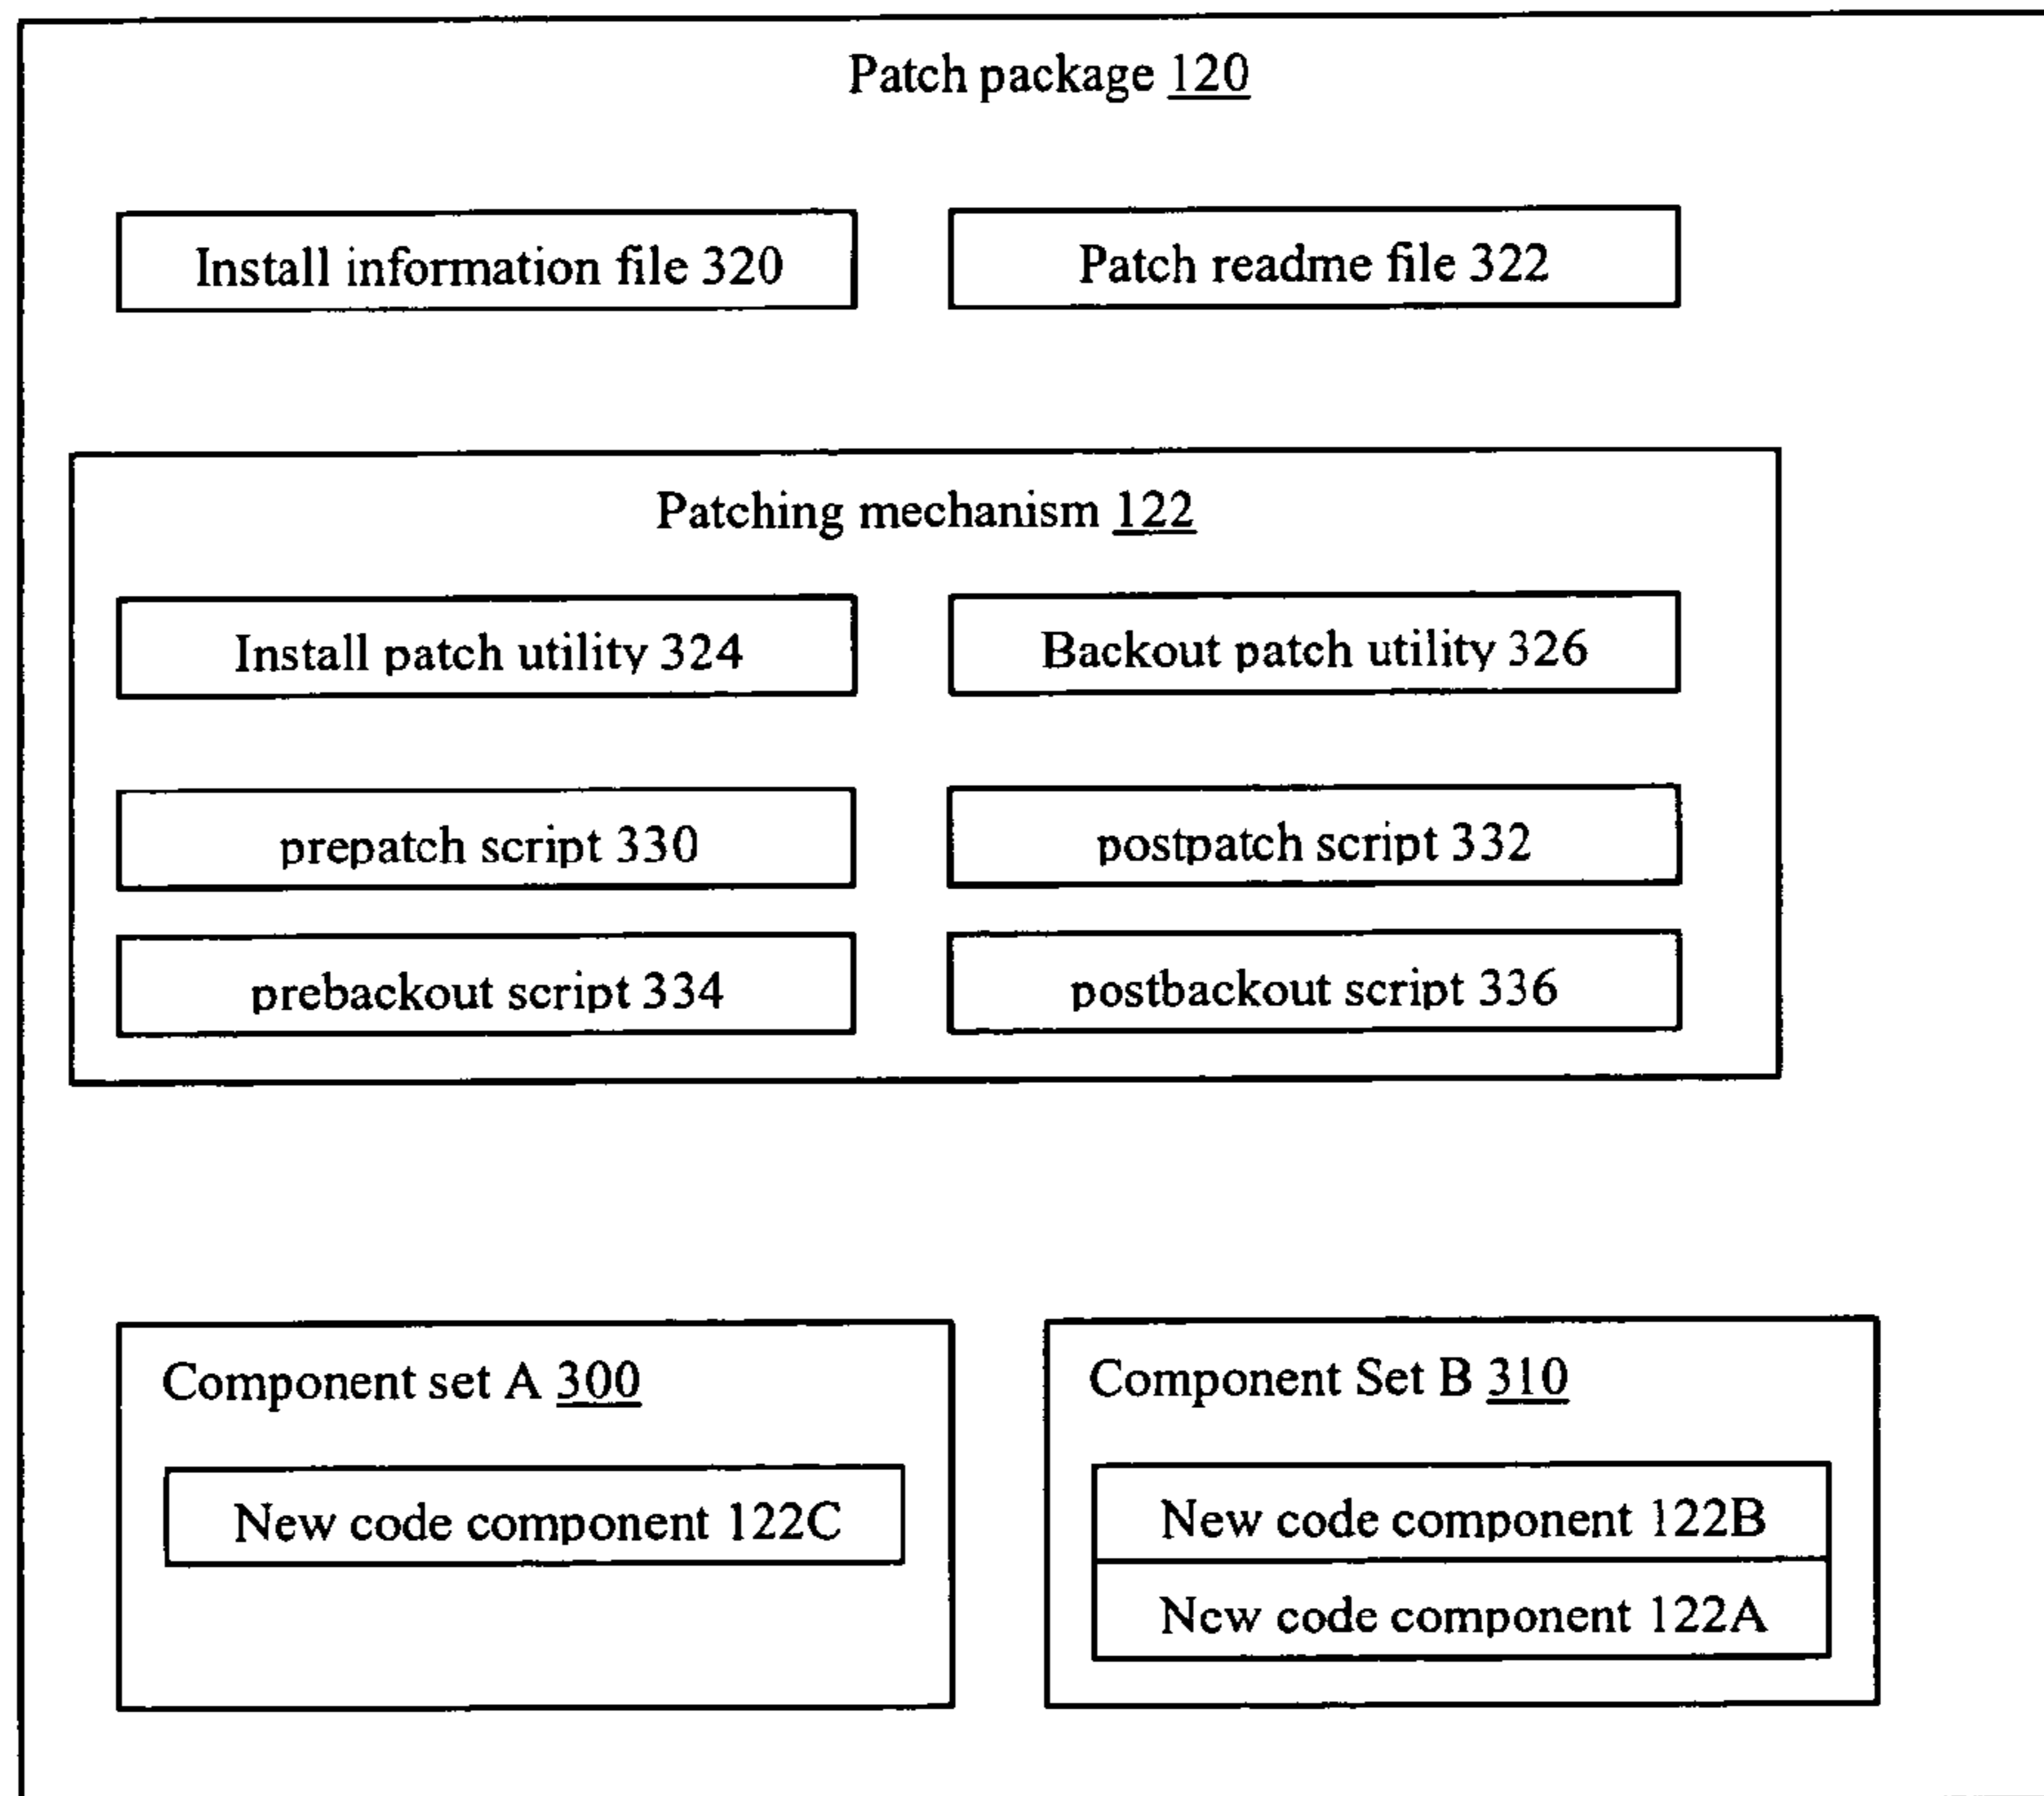 Patch package 120
Install information file 320
Patch readme file 322
Patching mechanism 122
Install patch utility 324
Backout patch utility 326
prepatch script 330
postpatch script 332
prebackout script 334
postbackout script 336
Component set A 300
Component Set B 310
New code component 122C
New code component 122B
New code component 122A